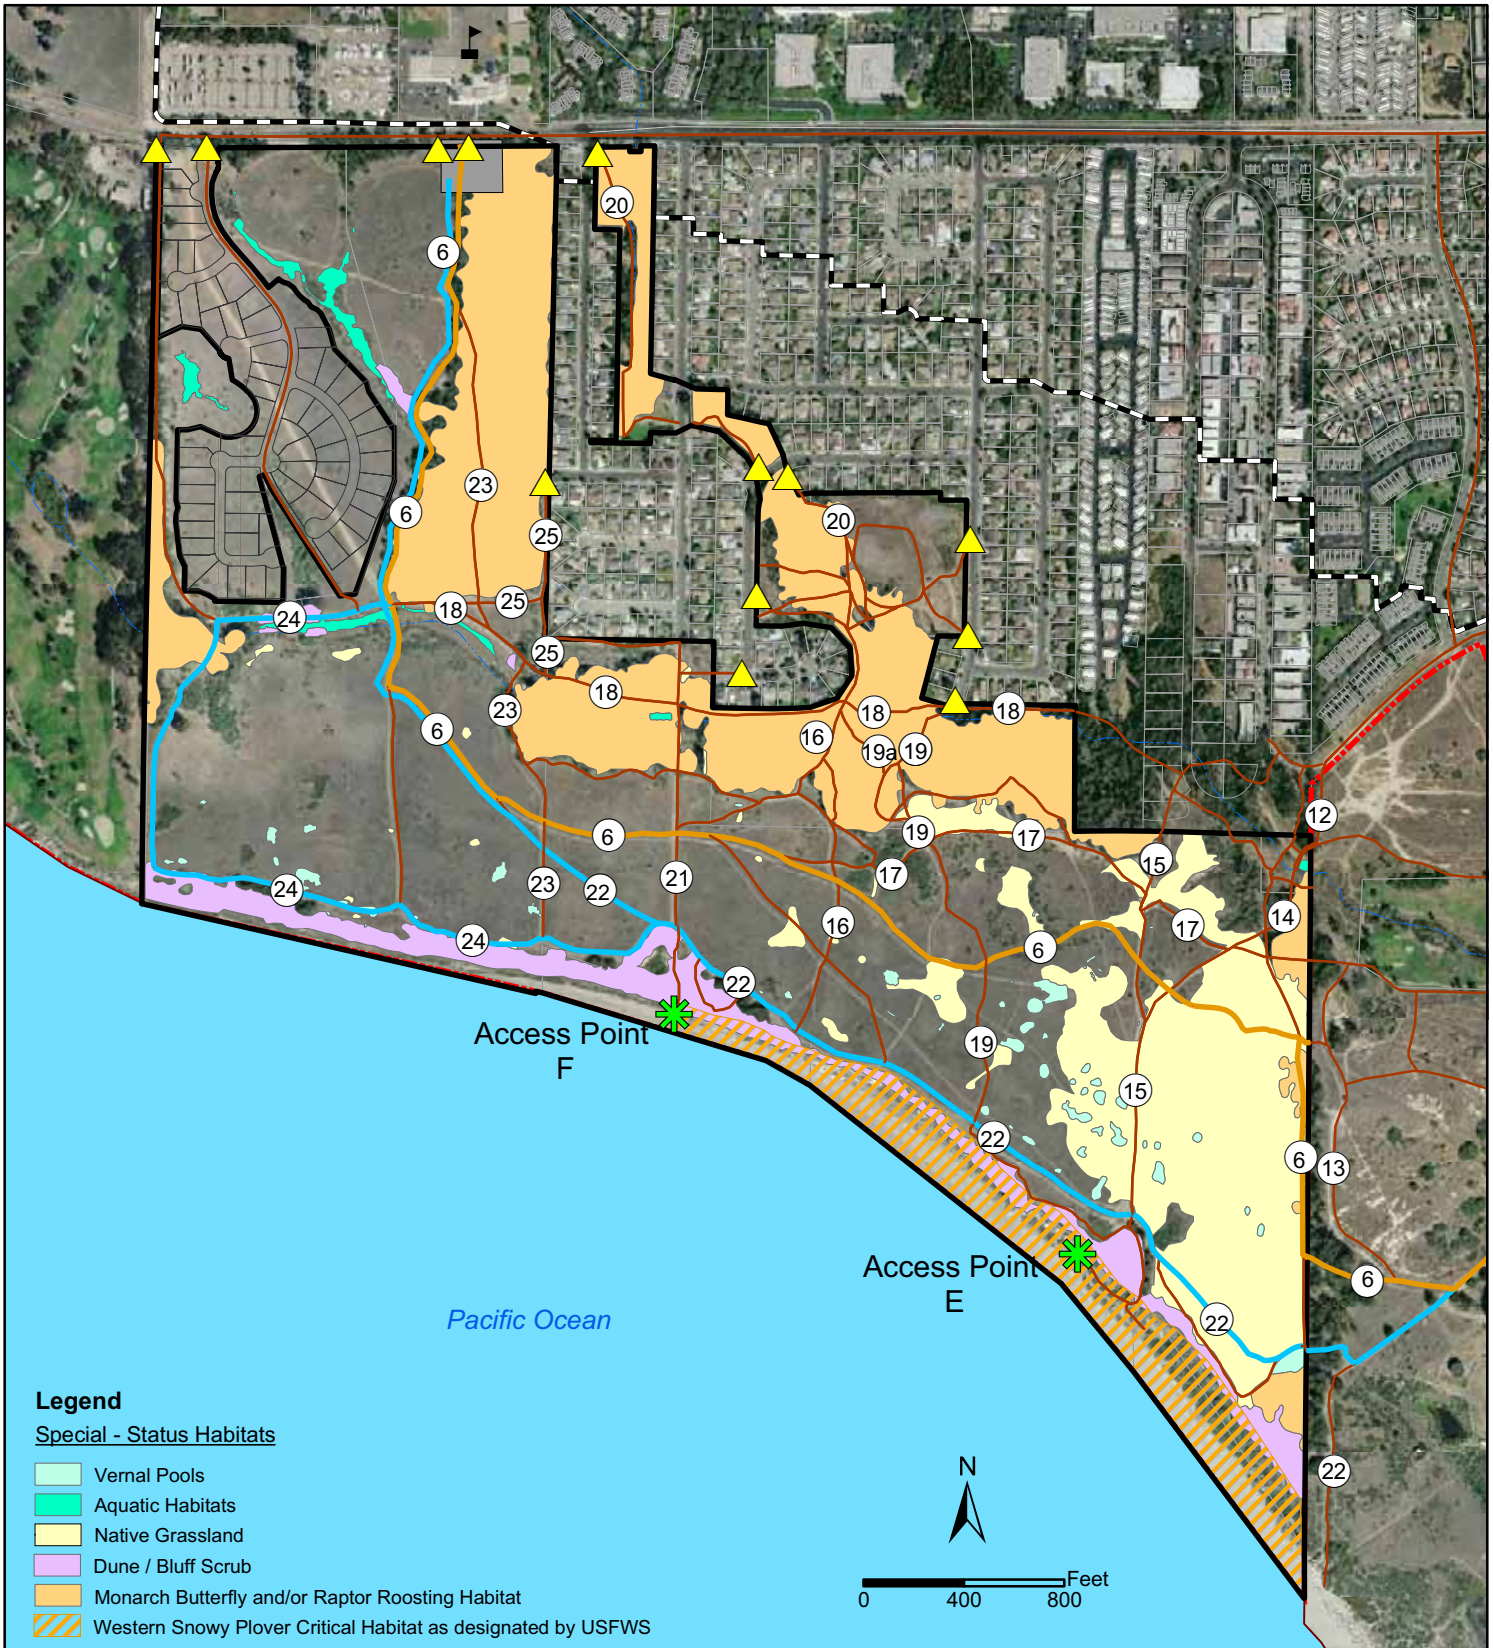 20
6
23
6
20
25
25
18
24
25
18
23
18
18
16
19a
19
6
12
6
19
17
15
21
17
23
22
24
14
16
17
24
6
22
Access Point
F
19
15
22
6
13
Access Point
E
6
22
Pacific Ocean
22
Legend
Special - Status Habitats
Vernal Pools
Aquatic Habitats
Native Grassland
Dune / Bluff Scrub
Monarch Butterfly and/or Raptor Roosting Habitat
Western Snowy Plover Critical Habitat as designated by USFWS
N
Feet
0 400 800